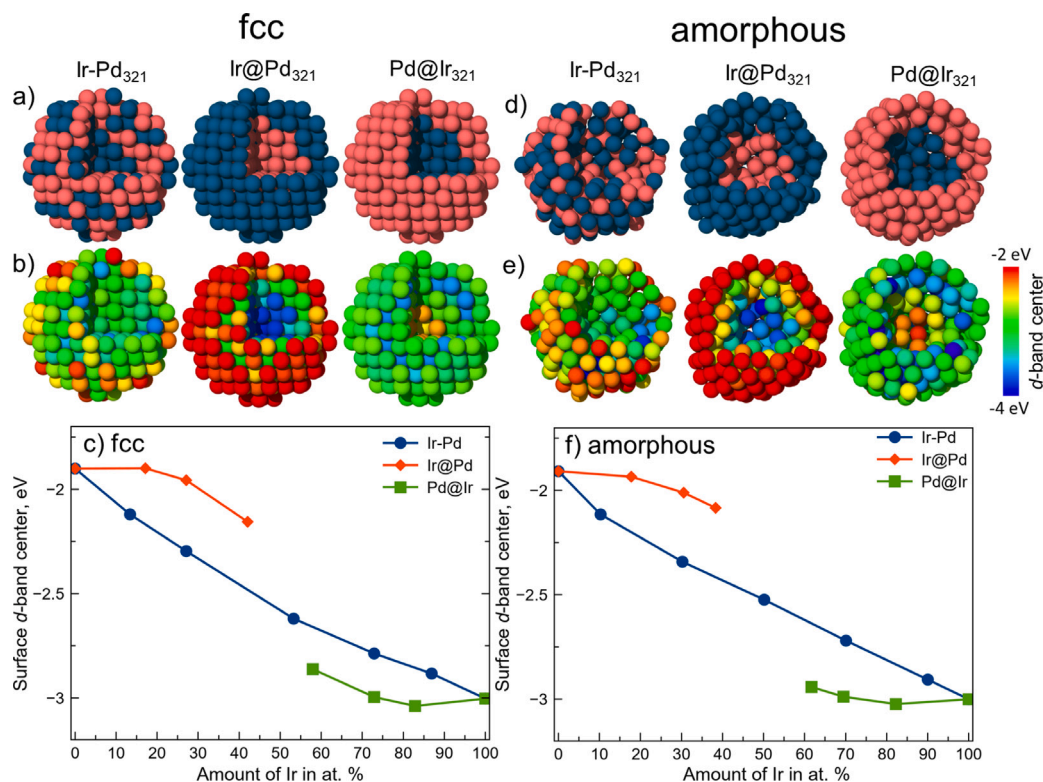 fcc
amorphous
Ir-Pd321
Ir@Pd321
Pd@Ir321
Ir-Pd321
Ir@Pd321
Pd@Ir321
a)
d)
b)
e)
-2 eV
d-band center
-4 eV
c) fcc
Ir-Pd
Ir@Pd
Pd@Ir
f) amorphous
Ir-Pd
Ir@Pd
Pd@Ir
Surface d-band center, eV
−2
−2.5
−3
0 10 20 30 40 50 60 70 80 90 100
Amount of Ir in at. %
Surface d-band center, eV
−2
−2.5
−3
0 10 20 30 40 50 60 70 80 90 100
Amount of Ir in at. %